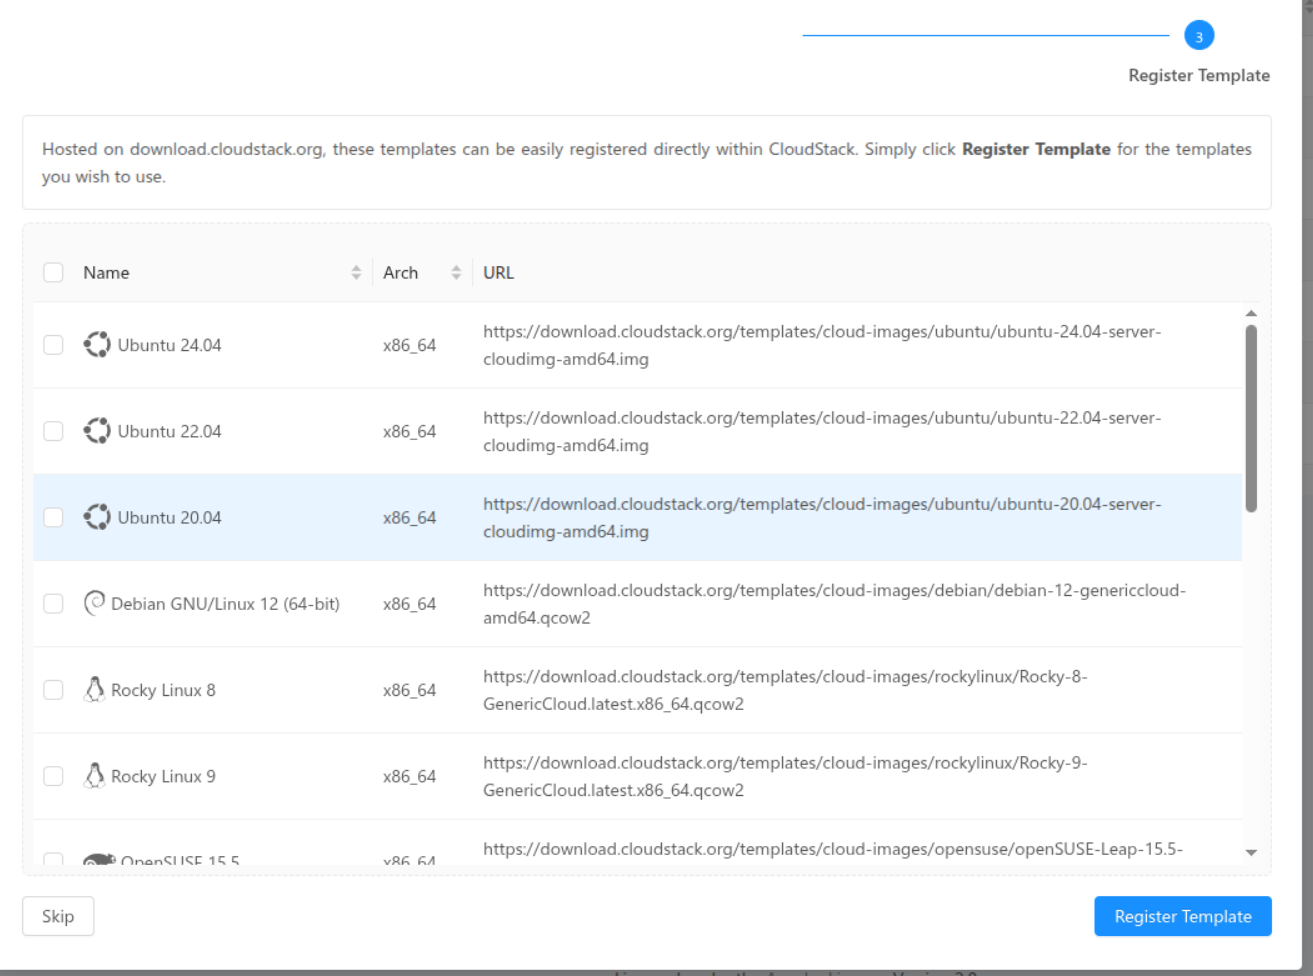 3
Register Template
Hosted on download.cloudstack.org, these templates can be easily registered directly within CloudStack. Simply click Register Template for the templates
you wish to use.
Name Arch URL
Ubuntu 24.04 x86_64 https://download.cloudstack.org/templates/cloud-images/ubuntu/ubuntu-24.04-server-
cloudimg-amd64.img
Ubuntu 22.04 x86_64 https://download.cloudstack.org/templates/cloud-images/ubuntu/ubuntu-22.04-server-
cloudimg-amd64.img
Ubuntu 20.04 x86_64 https://download.cloudstack.org/templates/cloud-images/ubuntu/ubuntu-20.04-server-
cloudimg-amd64.img
Debian GNU/Linux 12 (64-bit) x86_64 https://download.cloudstack.org/templates/cloud-images/debian/debian-12-genericcloud-
amd64.qcow2
Rocky Linux 8 x86_64 https://download.cloudstack.org/templates/cloud-images/rockylinux/Rocky-8-
GenericCloud.latest.x86_64.qcow2
Rocky Linux 9 x86_64 https://download.cloudstack.org/templates/cloud-images/rockylinux/Rocky-9-
GenericCloud.latest.x86_64.qcow2
OpenSUSE 15.5 x86_64 https://download.cloudstack.org/templates/cloud-images/opensuse/openSUSE-Leap-15.5-
Skip Register Template